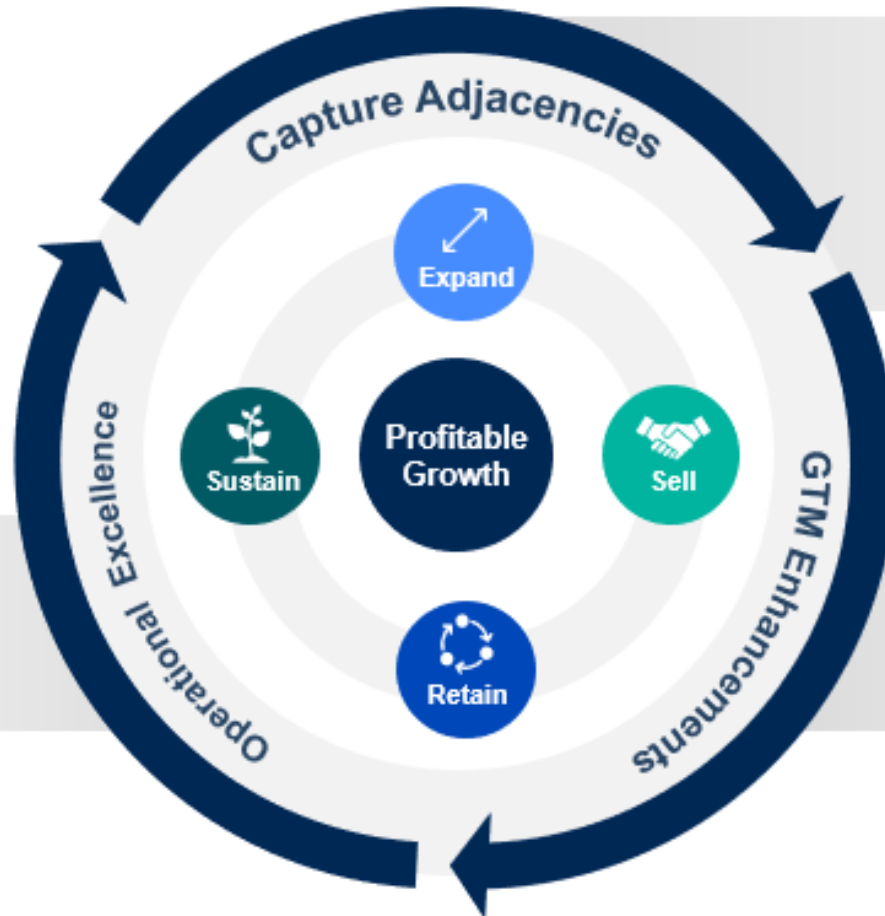 Capture Adjacencies
Expand
Sustain
Profitable
Growth
Sell
Retain
Operational Excellence
GTM Enhancements